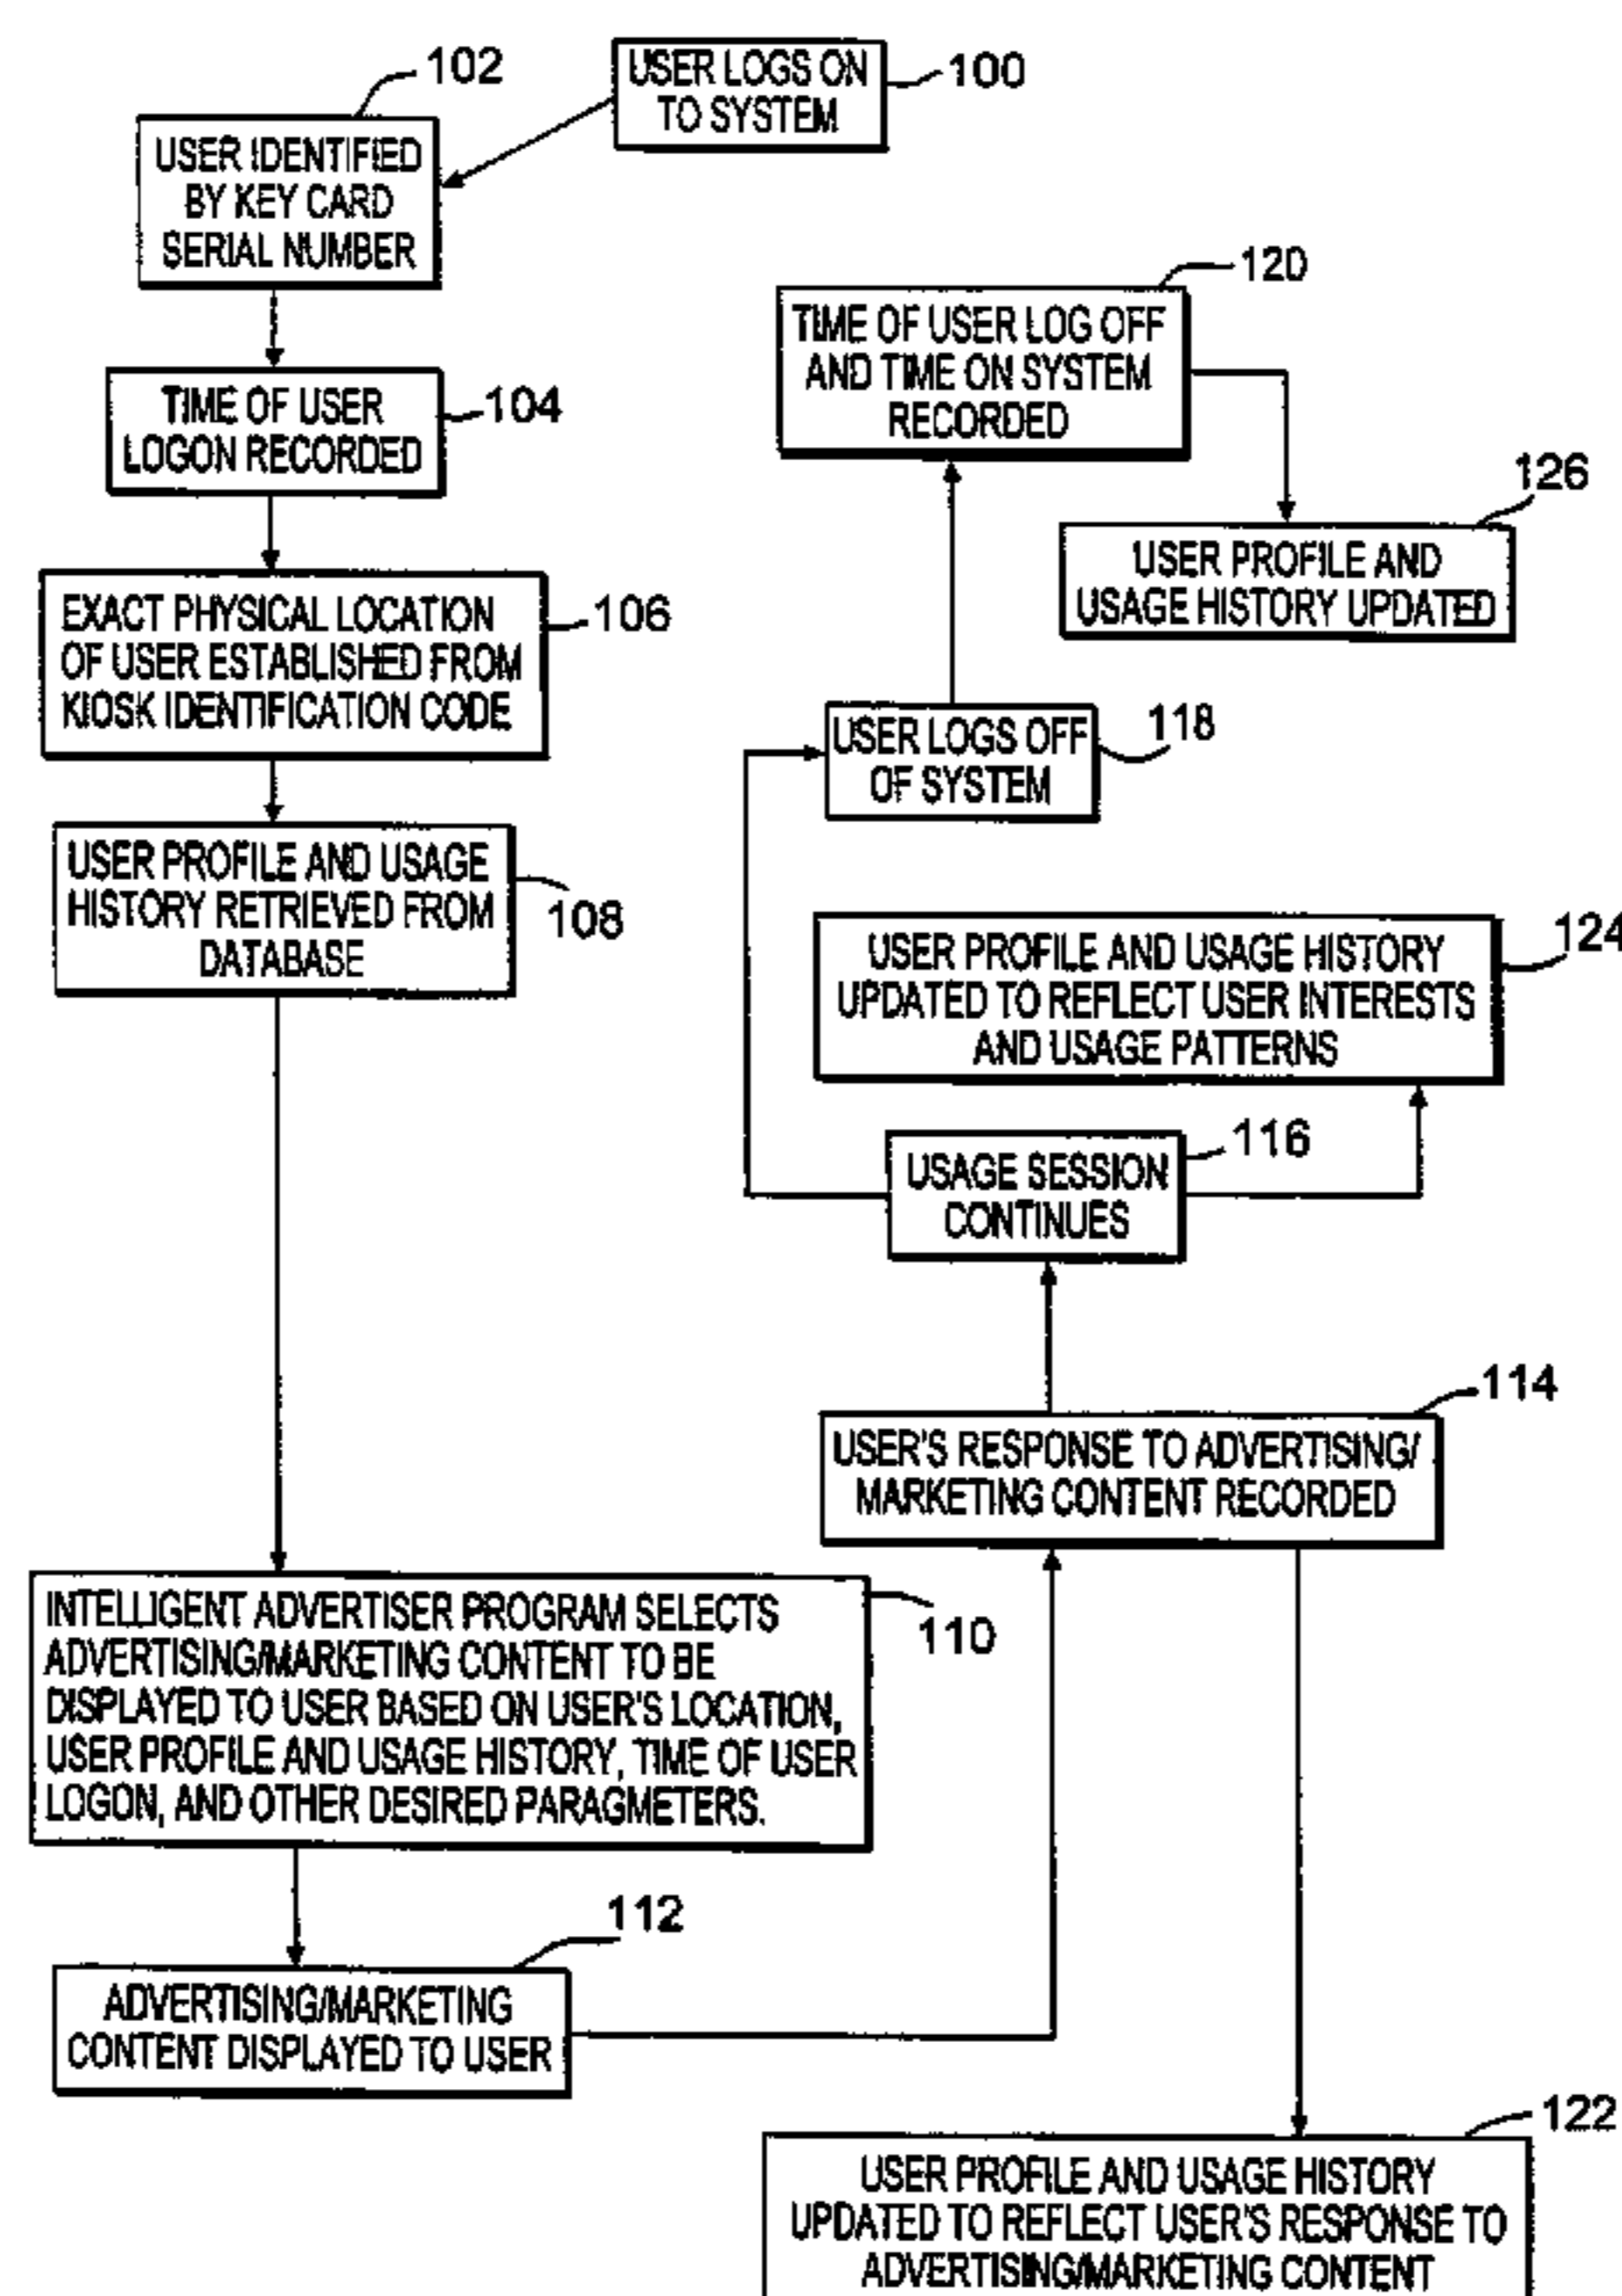 100
USER LOGS ON
TO SYSTEM
102
USER IDENTIFIED
BY KEY CARD
SERIAL NUMBER
104
TIME OF USER
LOGON RECORDED
106
EXACT PHYSICAL LOCATION
OF USER ESTABLISHED FROM
KIOSK IDENTIFICATION CODE
108
USER PROFILE AND USAGE
HISTORY RETRIEVED FROM
DATABASE
110
INTELLIGENT ADVERTISER PROGRAM SELECTS
ADVERTISING/MARKETING CONTENT TO BE
DISPLAYED TO USER BASED ON USER'S LOCATION,
USER PROFILE AND USAGE HISTORY, TIME OF USER
LOGON, AND OTHER DESIRED PARAGMETERS.
112
ADVERTISING/MARKETING
CONTENT DISPLAYED TO USER
114
USER'S RESPONSE TO ADVERTISING/
MARKETING CONTENT RECORDED
116
USAGE SESSION
CONTINUES
118
USER LOGS OFF
OF SYSTEM
120
TIME OF USER LOG OFF
AND TIME ON SYSTEM
RECORDED
122
USER PROFILE AND USAGE HISTORY
UPDATED TO REFLECT USER'S RESPONSE TO
ADVERTISING/MARKETING CONTENT
124
USER PROFILE AND USAGE HISTORY
UPDATED TO REFLECT USER INTERESTS
AND USAGE PATTERNS
126
USER PROFILE AND
USAGE HISTORY UPDATED